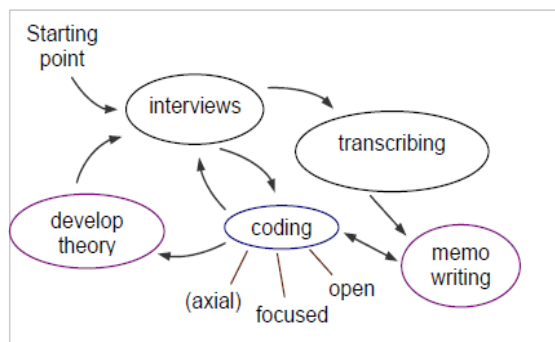 Starting
point
interviews
transcribing
develop
theory
coding
memo
writing
(axial)
focused
open